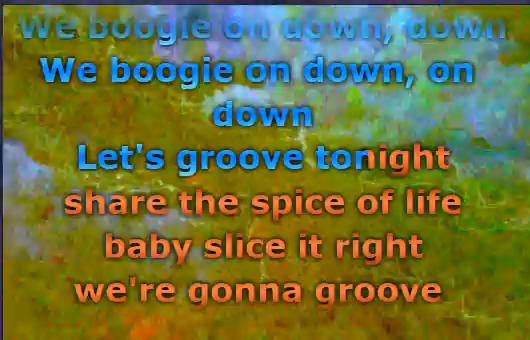 We boogie on down, down
We boogie on down, on
down
Let's groove tonight
share the spice of life
baby slice it right
we're gonna groove